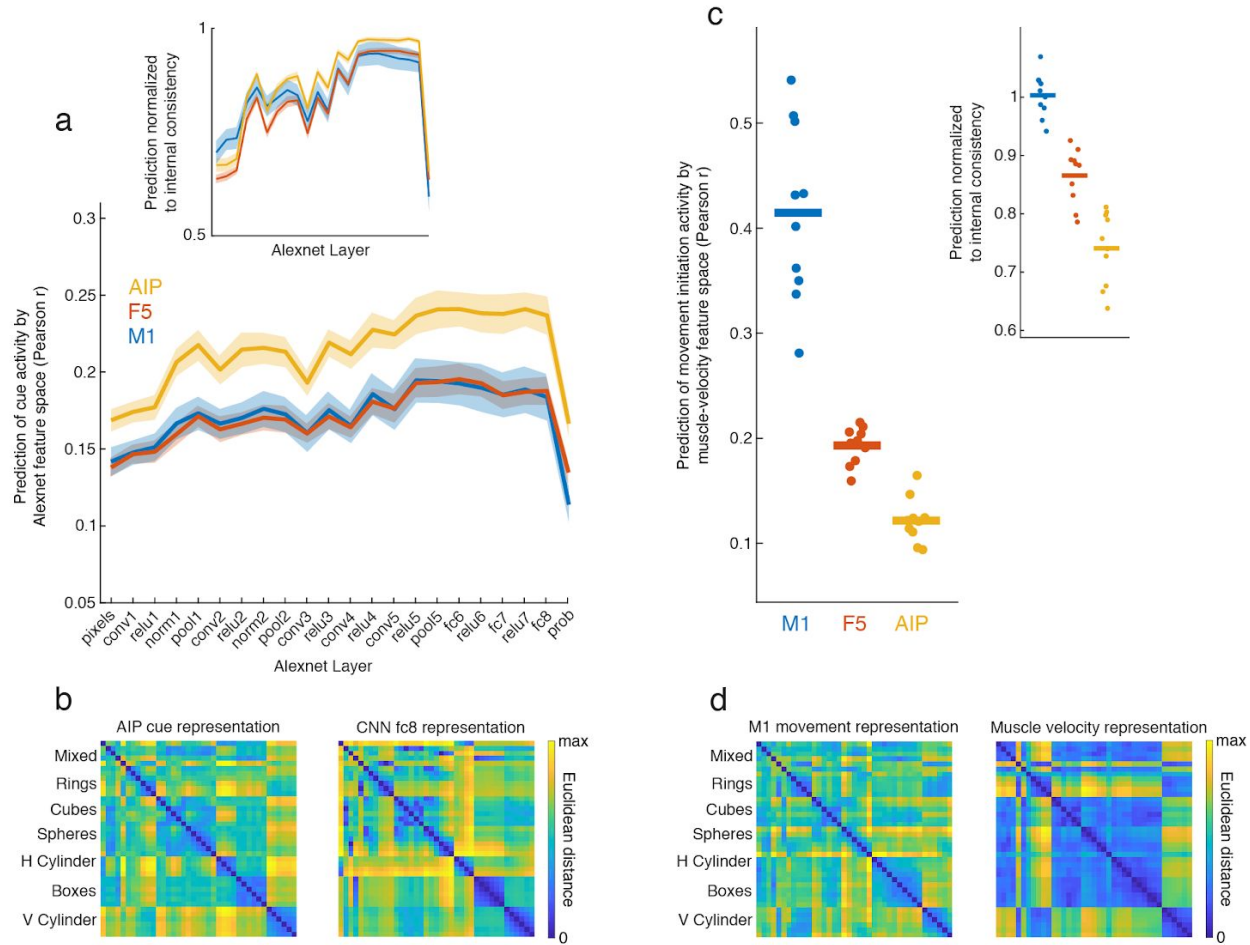 a
Prediction normalized
to internal consistency
1
0.5
Alexnet Layer
Prediction of cue activity by
Alexnet feature space (Pearson r)
0.3
0.25
0.2
0.15
0.1
0.05
AIP
F5
M1
pixels
conv1
relu1
norm1
pool1
conv2
relu2
norm2
pool2
conv3
relu3
conv4
relu4
conv5
relu5
pool5
fc6
relu6
fc7
relu7
fc8
prob
Alexnet Layer
c
Prediction of movement initiation activity by
muscle-velocity feature space (Pearson r)
0.5
0.4
0.3
0.2
0.1
M1
F5
AIP
Prediction normalized
to internal consistency
1
0.9
0.8
0.7
0.6
b
AIP cue representation
CNN fc8 representation
Mixed
Rings
Cubes
Spheres
H Cylinder
Boxes
V Cylinder
max
Euclidean distance
0
d
M1 movement representation
Muscle velocity representation
Mixed
Rings
Cubes
Spheres
H Cylinder
Boxes
V Cylinder
max
Euclidean distance
0